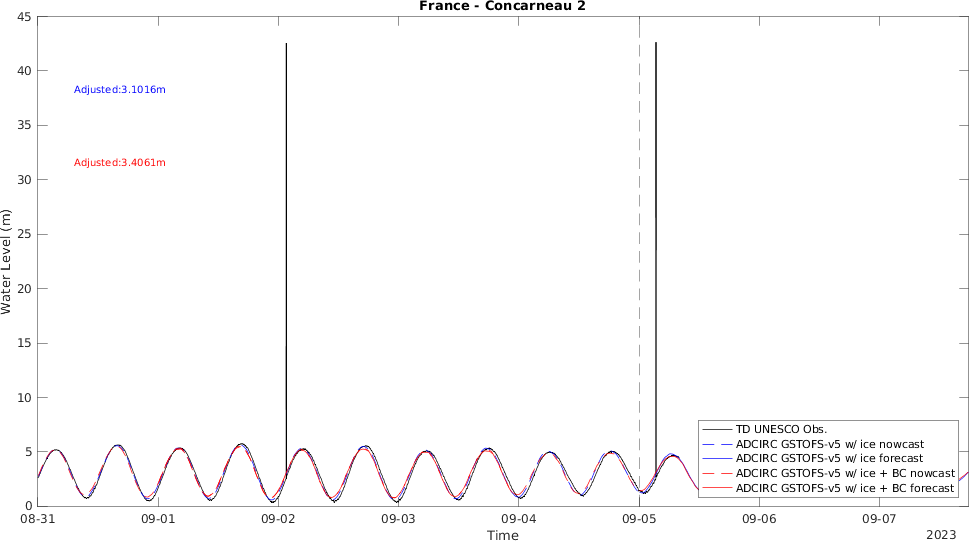 France - Concarneau 2
45
40
35
30
25
20
15
10
5
0
Water Level (m)
Adjusted:3.1016m
Adjusted:3.4061m
TD UNESCO Obs.
ADCIRC GSTOFS-v5 w/ ice nowcast
ADCIRC GSTOFS-v5 w/ ice forecast
ADCIRC GSTOFS-v5 w/ ice + BC nowcast
ADCIRC GSTOFS-v5 w/ ice + BC forecast
08-31 09-01 09-02 09-03 09-04 09-05 09-06 09-07
Time
2023